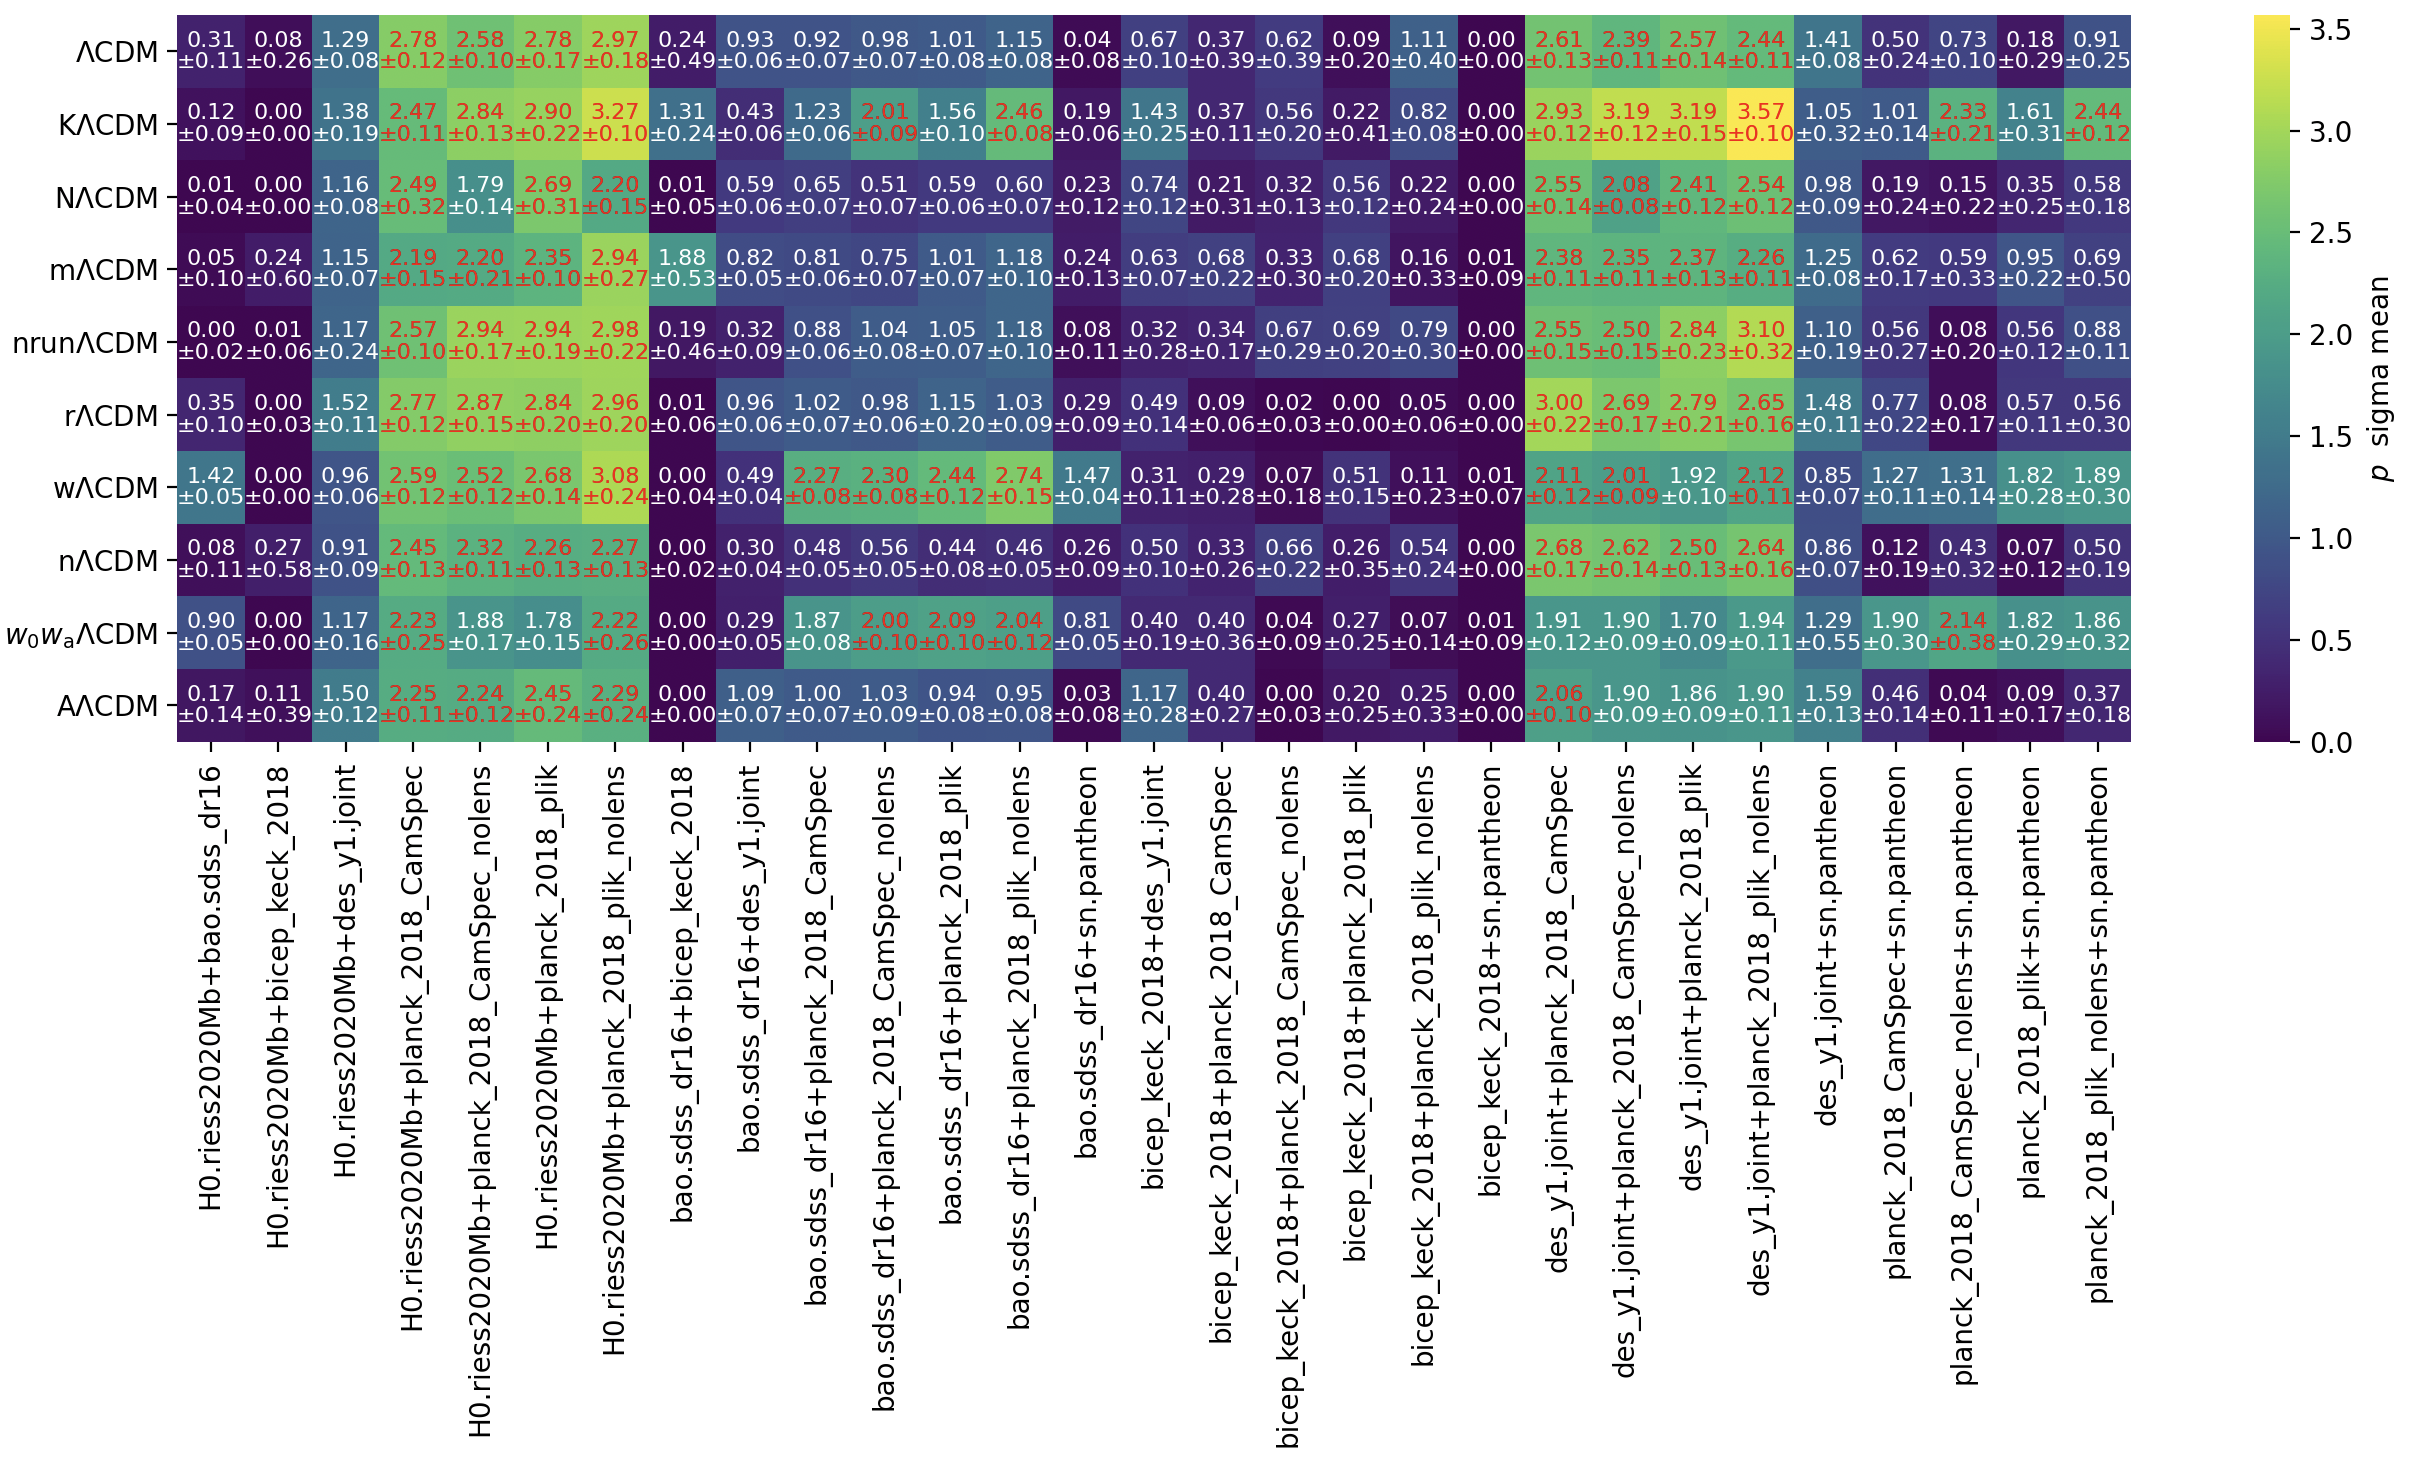 ΛCDM
0.31 0.08 1.29 2.78 2.58 2.78 2.97 0.24 0.93 0.92 0.98 1.01 1.15 0.04 0.67 0.37 0.62 0.09 1.11 0.00 2.61 2.39 2.57 2.44 1.41 0.50 0.73 0.18 0.91
±0.11 ±0.26 ±0.08 ±0.12 ±0.10 ±0.17 ±0.18 ±0.49 ±0.06 ±0.07 ±0.07 ±0.08 ±0.08 ±0.08 ±0.10 ±0.39 ±0.39 ±0.20 ±0.40 ±0.00 ±0.13 ±0.11 ±0.14 ±0.11 ±0.08 ±0.24 ±0.10 ±0.29 ±0.25
KΛCDM
0.12 0.00 1.38 2.47 2.84 2.90 3.27 1.31 0.43 1.23 2.01 1.56 2.46 0.19 1.43 0.37 0.56 0.22 0.82 0.00 2.93 3.19 3.19 3.57 1.05 1.01 2.33 1.61 2.44
±0.09 ±0.00 ±0.19 ±0.11 ±0.13 ±0.22 ±0.10 ±0.24 ±0.06 ±0.06 ±0.09 ±0.10 ±0.08 ±0.06 ±0.25 ±0.11 ±0.20 ±0.41 ±0.08 ±0.00 ±0.12 ±0.12 ±0.15 ±0.10 ±0.32 ±0.14 ±0.21 ±0.31 ±0.12
NΛCDM
0.01 0.00 1.16 2.49 1.79 2.69 2.20 0.01 0.59 0.65 0.51 0.59 0.60 0.23 0.74 0.21 0.32 0.56 0.22 0.00 2.55 2.08 2.41 2.54 0.98 0.19 0.15 0.35 0.58
±0.04 ±0.00 ±0.08 ±0.32 ±0.14 ±0.31 ±0.15 ±0.05 ±0.06 ±0.07 ±0.07 ±0.06 ±0.07 ±0.12 ±0.12 ±0.31 ±0.13 ±0.12 ±0.24 ±0.00 ±0.14 ±0.08 ±0.12 ±0.12 ±0.09 ±0.24 ±0.22 ±0.25 ±0.18
mΛCDM
0.05 0.24 1.15 2.19 2.20 2.35 2.94 1.88 0.82 0.81 0.75 1.01 1.18 0.24 0.63 0.68 0.33 0.68 0.16 0.01 2.38 2.35 2.37 2.26 1.25 0.62 0.59 0.95 0.69
±0.10 ±0.60 ±0.07 ±0.15 ±0.21 ±0.10 ±0.27 ±0.53 ±0.05 ±0.06 ±0.07 ±0.07 ±0.10 ±0.13 ±0.07 ±0.22 ±0.30 ±0.20 ±0.33 ±0.09 ±0.11 ±0.11 ±0.13 ±0.11 ±0.08 ±0.17 ±0.33 ±0.22 ±0.50
nrunΛCDM
0.00 0.01 1.17 2.57 2.94 2.94 2.98 0.19 0.32 0.88 1.04 1.05 1.18 0.08 0.32 0.34 0.67 0.69 0.79 0.00 2.55 2.50 2.84 3.10 1.10 0.56 0.08 0.56 0.88
±0.02 ±0.06 ±0.24 ±0.10 ±0.17 ±0.19 ±0.22 ±0.46 ±0.09 ±0.06 ±0.08 ±0.07 ±0.10 ±0.11 ±0.28 ±0.17 ±0.29 ±0.20 ±0.30 ±0.00 ±0.15 ±0.15 ±0.23 ±0.32 ±0.19 ±0.27 ±0.20 ±0.12 ±0.11
rΛCDM
0.35 0.00 1.52 2.77 2.87 2.84 2.96 0.01 0.96 1.02 0.98 1.15 1.03 0.29 0.49 0.09 0.02 0.00 0.05 0.00 3.00 2.69 2.79 2.65 1.48 0.77 0.08 0.57 0.56
±0.10 ±0.03 ±0.11 ±0.12 ±0.15 ±0.20 ±0.20 ±0.06 ±0.06 ±0.07 ±0.06 ±0.20 ±0.09 ±0.09 ±0.14 ±0.06 ±0.03 ±0.00 ±0.06 ±0.00 ±0.22 ±0.17 ±0.21 ±0.16 ±0.11 ±0.22 ±0.17 ±0.11 ±0.30
wΛCDM
1.42 0.00 0.96 2.59 2.52 2.68 3.08 0.00 0.49 2.27 2.30 2.44 2.74 1.47 0.31 0.29 0.07 0.51 0.11 0.01 2.11 2.01 1.92 2.12 0.85 1.27 1.31 1.82 1.89
±0.05 ±0.00 ±0.06 ±0.12 ±0.12 ±0.14 ±0.24 ±0.04 ±0.04 ±0.08 ±0.08 ±0.12 ±0.15 ±0.04 ±0.11 ±0.28 ±0.18 ±0.15 ±0.23 ±0.07 ±0.12 ±0.09 ±0.10 ±0.11 ±0.07 ±0.11 ±0.14 ±0.28 ±0.30
nΛCDM
0.08 0.27 0.91 2.45 2.32 2.26 2.27 0.00 0.30 0.48 0.56 0.44 0.46 0.26 0.50 0.33 0.66 0.26 0.54 0.00 2.68 2.62 2.50 2.64 0.86 0.12 0.43 0.07 0.50
±0.11 ±0.58 ±0.09 ±0.13 ±0.11 ±0.13 ±0.13 ±0.02 ±0.04 ±0.05 ±0.05 ±0.08 ±0.05 ±0.09 ±0.10 ±0.26 ±0.22 ±0.35 ±0.24 ±0.00 ±0.17 ±0.14 ±0.13 ±0.16 ±0.07 ±0.19 ±0.32 ±0.12 ±0.19
w₀wₐΛCDM
0.90 0.00 1.17 2.23 1.88 1.78 2.22 0.00 0.29 1.87 2.00 2.09 2.04 0.81 0.40 0.40 0.04 0.27 0.07 0.01 1.91 1.90 1.70 1.94 1.29 1.90 2.14 1.82 1.86
±0.05 ±0.00 ±0.16 ±0.25 ±0.17 ±0.15 ±0.26 ±0.00 ±0.05 ±0.08 ±0.10 ±0.10 ±0.12 ±0.05 ±0.19 ±0.36 ±0.09 ±0.25 ±0.14 ±0.09 ±0.12 ±0.09 ±0.09 ±0.11 ±0.55 ±0.30 ±0.38 ±0.29 ±0.32
AΛCDM
0.17 0.11 1.50 2.25 2.24 2.45 2.29 0.00 1.09 1.00 1.03 0.94 0.95 0.03 1.17 0.40 0.00 0.20 0.25 0.00 2.06 1.90 1.86 1.90 1.59 0.46 0.04 0.09 0.37
±0.14 ±0.39 ±0.12 ±0.11 ±0.12 ±0.24 ±0.24 ±0.00 ±0.07 ±0.07 ±0.09 ±0.08 ±0.08 ±0.08 ±0.28 ±0.27 ±0.03 ±0.25 ±0.33 ±0.00 ±0.10 ±0.09 ±0.09 ±0.11 ±0.13 ±0.14 ±0.11 ±0.17 ±0.18
H0.riess2020Mb+bao.sdss_dr16
H0.riess2020Mb+bicep_keck_2018
H0.riess2020Mb+des_y1.joint
H0.riess2020Mb+planck_2018_CamSpec
H0.riess2020Mb+planck_2018_CamSpec_nolens
H0.riess2020Mb+planck_2018_plik
H0.riess2020Mb+planck_2018_plik_nolens
bao.sdss_dr16+bicep_keck_2018
bao.sdss_dr16+des_y1.joint
bao.sdss_dr16+planck_2018_CamSpec
bao.sdss_dr16+planck_2018_CamSpec_nolens
bao.sdss_dr16+planck_2018_plik
bao.sdss_dr16+planck_2018_plik_nolens
bao.sdss_dr16+sn.pantheon
bicep_keck_2018+des_y1.joint
bicep_keck_2018+planck_2018_CamSpec
bicep_keck_2018+planck_2018_CamSpec_nolens
bicep_keck_2018+planck_2018_plik
bicep_keck_2018+planck_2018_plik_nolens
bicep_keck_2018+sn.pantheon
des_y1.joint+planck_2018_CamSpec
des_y1.joint+planck_2018_CamSpec_nolens
des_y1.joint+planck_2018_plik
des_y1.joint+planck_2018_plik_nolens
des_y1.joint+sn.pantheon
planck_2018_CamSpec+sn.pantheon
planck_2018_CamSpec_nolens+sn.pantheon
planck_2018_plik+sn.pantheon
planck_2018_plik_nolens+sn.pantheon
3.5
3.0
2.5
2.0
1.5
1.0
0.5
0.0
p sigma mean